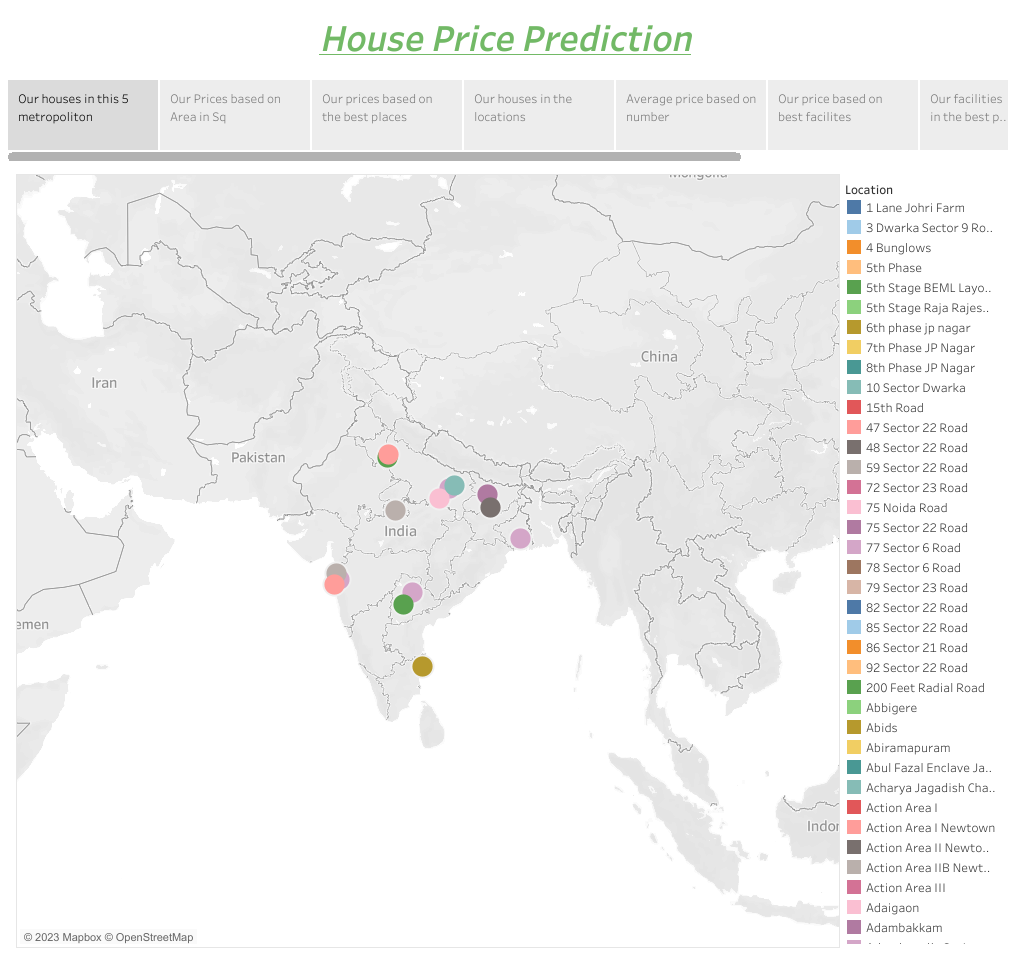 House Price Prediction
Our houses in this 5
metropoliton
Our Prices based on
Area in Sq
Our prices based on
the best places
Our houses in the
locations
Average price based on
number
Our price based on
best facilites
Our facilities
in the best p..
Mongolia
China
Iran
Pakistan
India
emen
Indor
© 2023 Mapbox © OpenStreetMap
Location
1 Lane Johri Farm
3 Dwarka Sector 9 Ro..
4 Bunglows
5th Phase
5th Stage BEML Layo..
5th Stage Raja Rajes..
6th phase jp nagar
7th Phase JP Nagar
8th Phase JP Nagar
10 Sector Dwarka
15th Road
47 Sector 22 Road
48 Sector 22 Road
59 Sector 22 Road
72 Sector 23 Road
75 Noida Road
75 Sector 22 Road
77 Sector 6 Road
78 Sector 6 Road
79 Sector 23 Road
82 Sector 22 Road
85 Sector 22 Road
86 Sector 21 Road
92 Sector 22 Road
200 Feet Radial Road
Abbigere
Abids
Abiramapuram
Abul Fazal Enclave Ja..
Acharya Jagadish Cha..
Action Area I
Action Area I Newtown
Action Area II Newto..
Action Area IIB Newt..
Action Area III
Adaigaon
Adambakkam